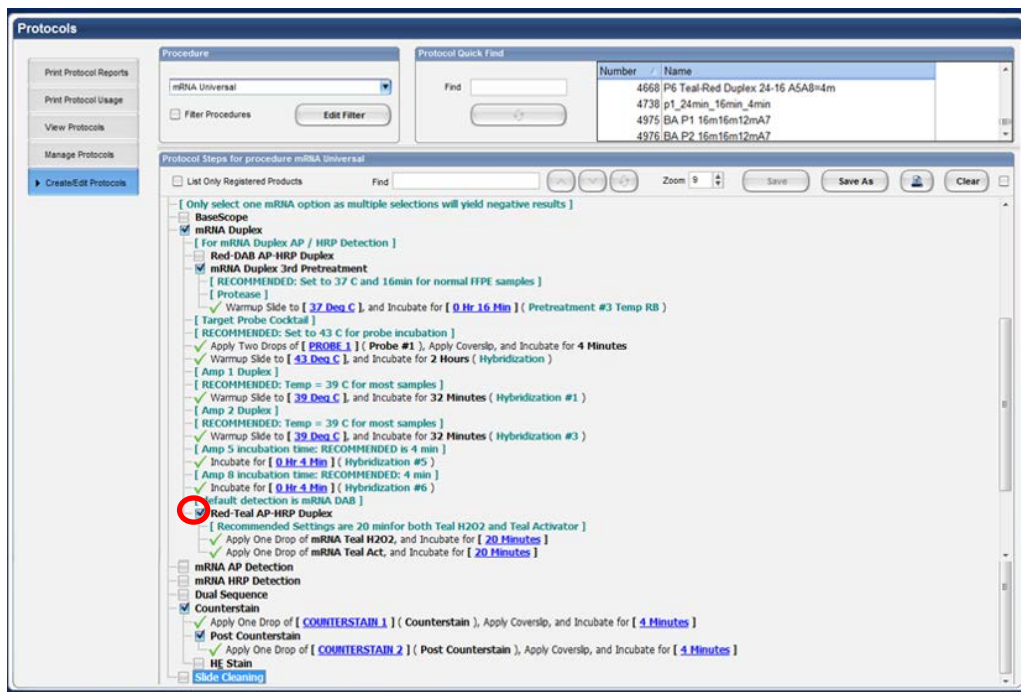 Protocols
Print Protocol Reports
Print Protocol Usage
View Protocols
Manage Protocols
Create/Edit Protocols
Procedure
mRNA Universal
Filter Procedures
Edit Filter
Protocol Quick Find
Find
Number / Name
4668 P6 Teal-Red Duplex 24-16 A5A8=4m
4738 p1_24min_16min_4min
4975 BA P1 16m16m12mA7
4976 BA P2 16m16m12mA7
Protocol Steps for procedure mRNA Universal
List Only Registered Products Find Zoom 9 Save Save As Clear
[ Only select one mRNA option as multiple selections will yield negative results ]
BaseScope
mRNA Duplex
[ For mRNA Duplex AP / HRP Detection ]
Red-DAB AP-HRP Duplex
mRNA Duplex 3rd Pretreatment
[ RECOMMENDED: Set to 37 C and 16min for normal FFPE samples ]
[ Protease ]
Warmup Slide to [ 37 Deg C ], and Incubate for [ 0 Hr 16 Min ] ( Pretreatment #3 Temp RB )
[ Target Probe Cocktail ]
[ RECOMMENDED: Set to 43 C for probe incubation ]
Apply Two Drops of [ PROBE 1 ] ( Probe #1 ), Apply Coverslip, and Incubate for 4 Minutes
Warmup Slide to [ 43 Deg C ], and Incubate for 2 Hours ( Hybridization )
[ Amp 1 Duplex ]
[ RECOMMENDED: Temp = 39 C for most samples ]
Warmup Slide to [ 39 Deg C ], and Incubate for 32 Minutes ( Hybridization #1 )
[ Amp 2 Duplex ]
[ RECOMMENDED: Temp = 39 C for most samples ]
Warmup Slide to [ 39 Deg C ], and Incubate for 32 Minutes ( Hybridization #3 )
[ Amp 5 incubation time: RECOMMENDED is 4 min ]
Incubate for [ 0 Hr 4 Min ] ( Hybridization #5 )
[ Amp 8 incubation time: RECOMMENDED: 4 min ]
Incubate for [ 0 Hr 4 Min ] ( Hybridization #6 )
default detection is mRNA DAB ]
Red-Teal AP-HRP Duplex
[ Recommended Settings are 20 minfor both Teal H2O2 and Teal Activator ]
Apply One Drop of mRNA Teal H2O2, and Incubate for [ 20 Minutes ]
Apply One Drop of mRNA Teal Act, and Incubate for [ 20 Minutes ]
mRNA AP Detection
mRNA HRP Detection
Dual Sequence
Counterstain
Apply One Drop of [ COUNTERSTAIN 1 ] ( Counterstain ), Apply Coverslip, and Incubate for [ 4 Minutes ]
Post Counterstain
Apply One Drop of [ COUNTERSTAIN 2 ] ( Post Counterstain ), Apply Coverslip, and Incubate for [ 4 Minutes ]
HE Stain
Slide Cleaning